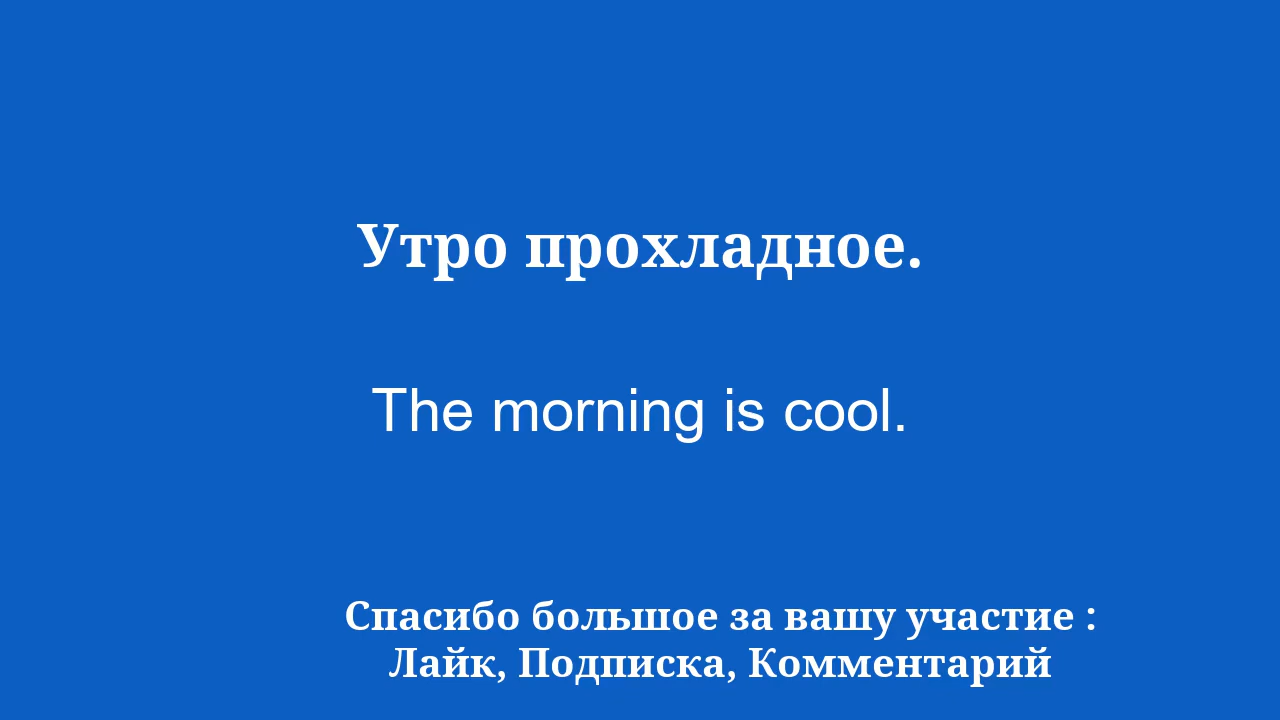 Утро прохладное.
The morning is cool.
Спасибо большое за вашу участие :
Лайк, Подписка, Комментарий